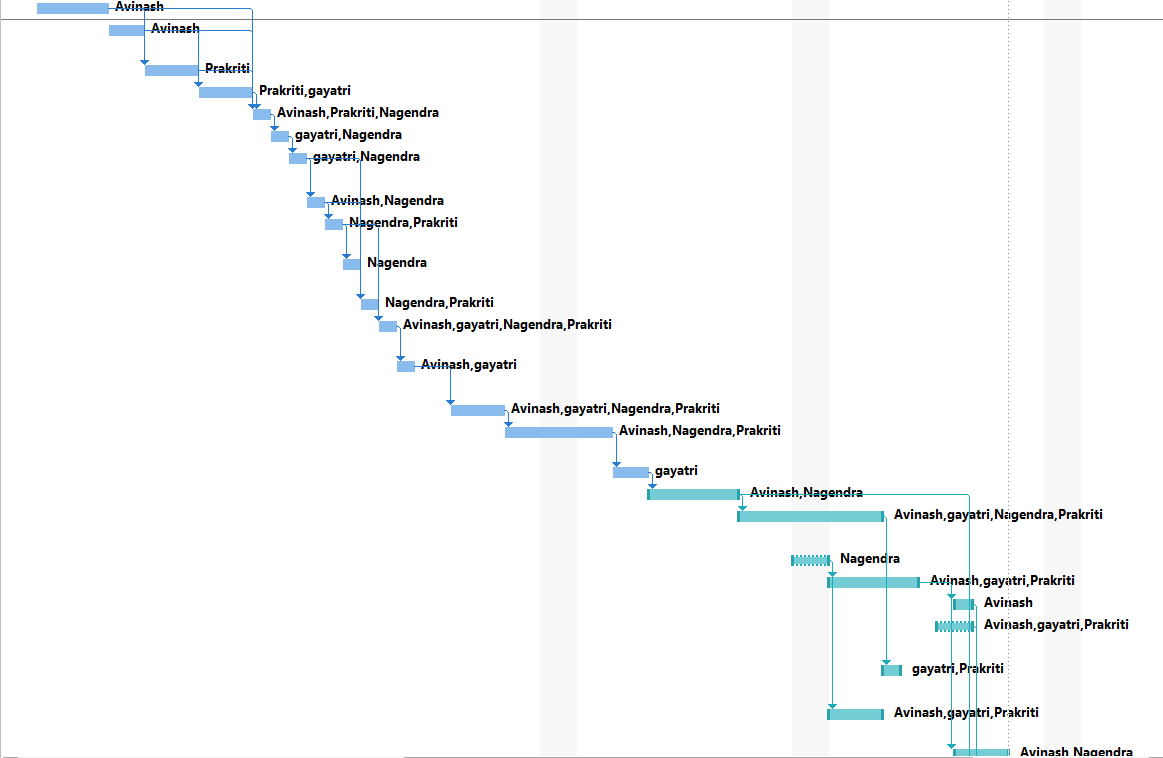 Avinash
Avinash
Prakriti
Prakriti,gayatri
Avinash,Prakriti,Nagendra
gayatri,Nagendra
gayatri,Nagendra
Avinash,Nagendra
Nagendra,Prakriti
Nagendra
Nagendra,Prakriti
Avinash,gayatri,Nagendra,Prakriti
Avinash,gayatri
Avinash,gayatri,Nagendra,Prakriti
Avinash,Nagendra,Prakriti
gayatri
Avinash,Nagendra
Avinash,gayatri,Nagendra,Prakriti
Nagendra
Avinash,gayatri,Prakriti
Avinash
Avinash,gayatri,Prakriti
gayatri,Prakriti
Avinash,gayatri,Prakriti
Avinash,Nagendra